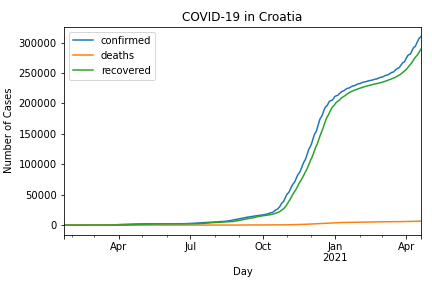 COVID-19 in Croatia
confirmed
deaths
recovered
Number of Cases
300000
250000
200000
150000
100000
50000
0
Apr
Jul
Oct
Jan
2021
Apr
Day